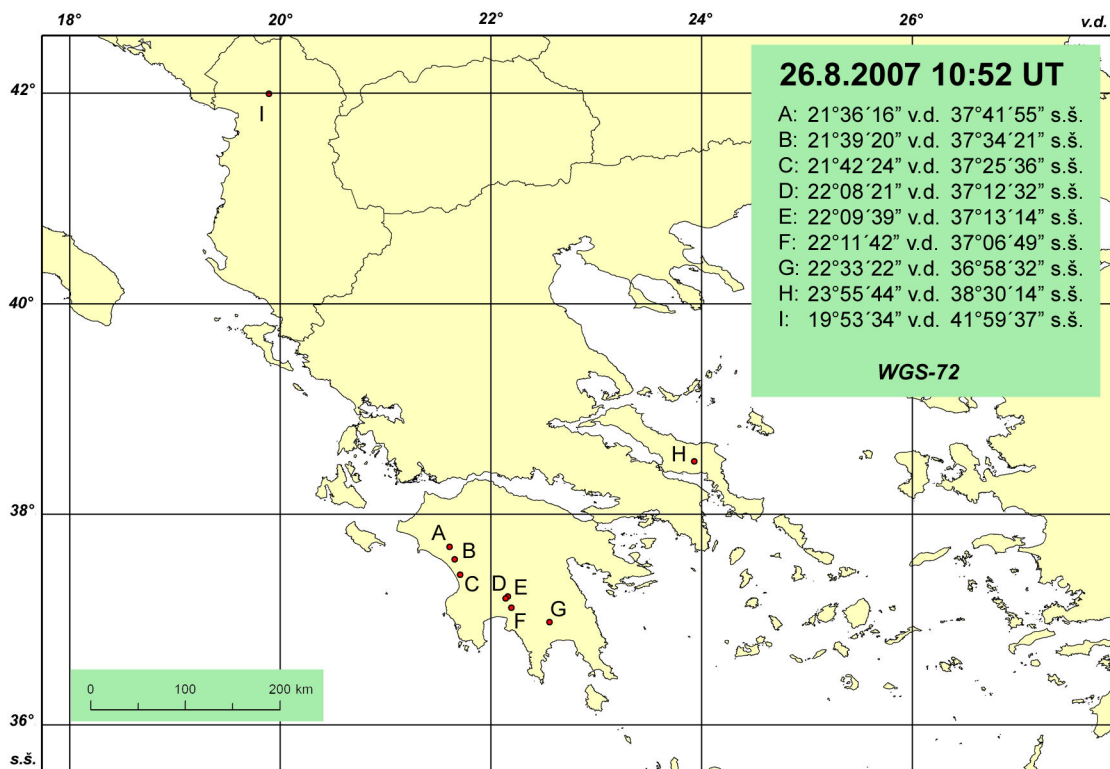 18° 20° 22° 24° 26° v.d.
26.8.2007 10:52 UT
A: 21°36´16” v.d. 37°41´55” s.š.
B: 21°39´20” v.d. 37°34´21” s.š.
C: 21°42´24” v.d. 37°25´36” s.š.
D: 22°08´21” v.d. 37°12´32” s.š.
E: 22°09´39” v.d. 37°13´14” s.š.
F: 22°11´42” v.d. 37°06´49” s.š.
G: 22°33´22” v.d. 36°58´32” s.š.
H: 23°55´44” v.d. 38°30´14” s.š.
I: 19°53´34” v.d. 41°59´37” s.š.
WGS-72
42°
I
40°
H
38°
A
B
C
D E
F
G
0 100 200 km
36°
s.š.